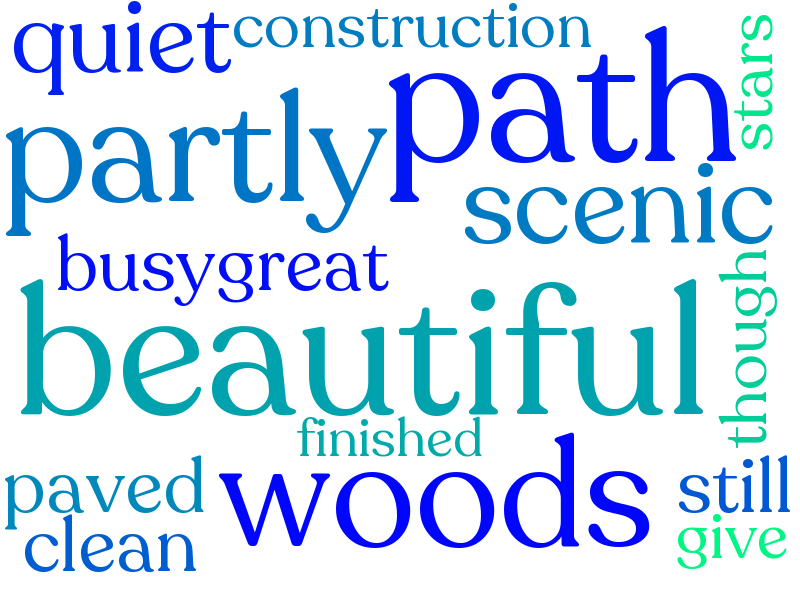 quiet
construction
path
stars
partly
scenic
busy
great
beautiful
though
finished
woods
paved
still
clean
give